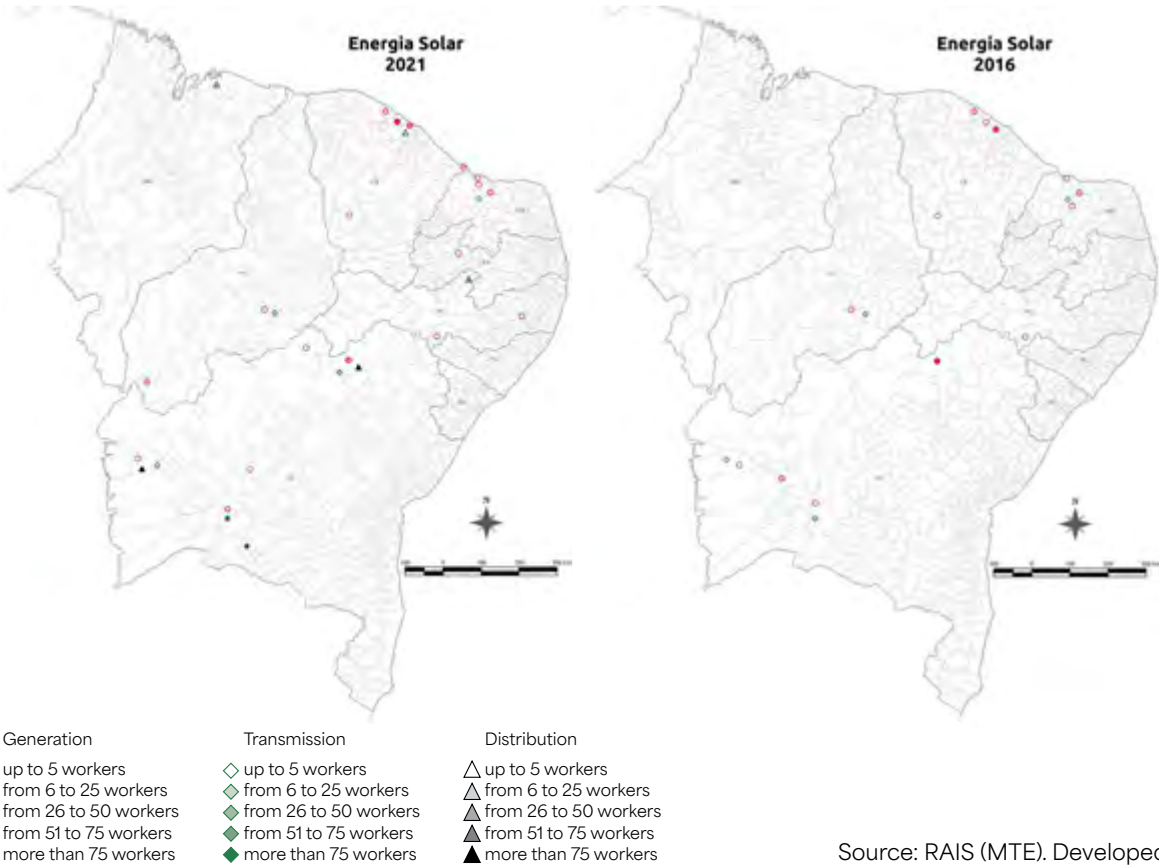 Energia Solar
2021
Energia Solar
2016
N
N
Generation
up to 5 workers
from 6 to 25 workers
from 26 to 50 workers
from 51 to 75 workers
more than 75 workers
Transmission
up to 5 workers
from 6 to 25 workers
from 26 to 50 workers
from 51 to 75 workers
more than 75 workers
Distribution
up to 5 workers
from 6 to 25 workers
from 26 to 50 workers
from 51 to 75 workers
more than 75 workers
Source: RAIS (MTE). Developed